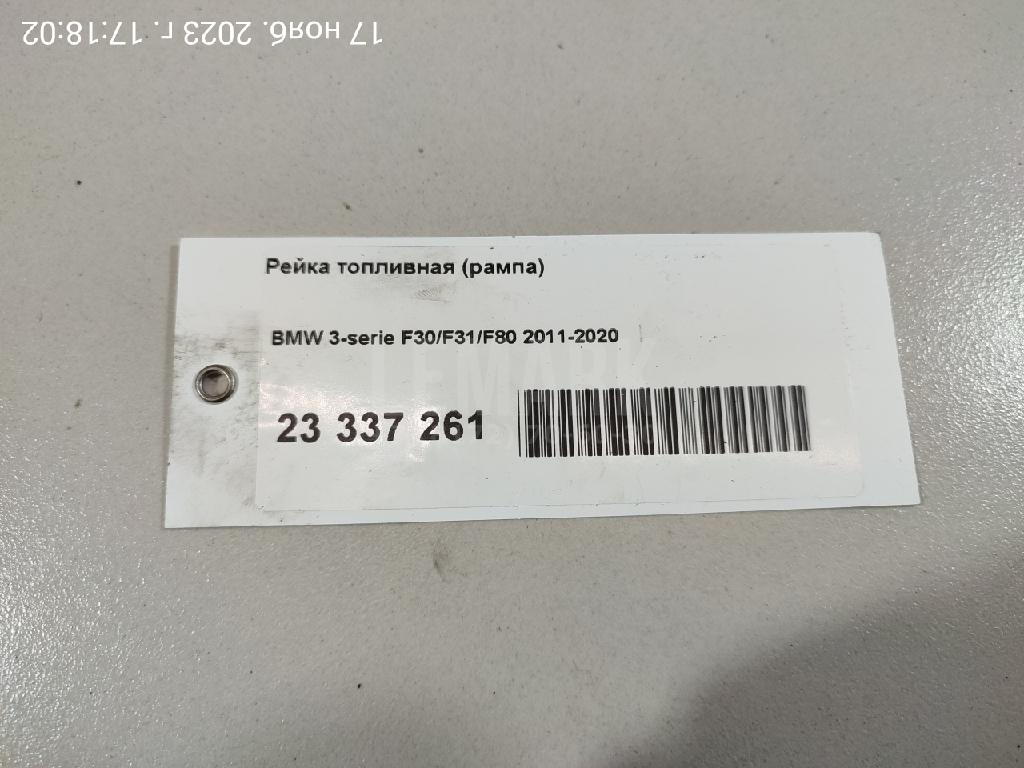 17 нояб. 2023 г. 17:18:02
Рейка топливная (рампа)
BMW 3-serie F30/F31/F80 2011-2020
LEMARK
23 337 261